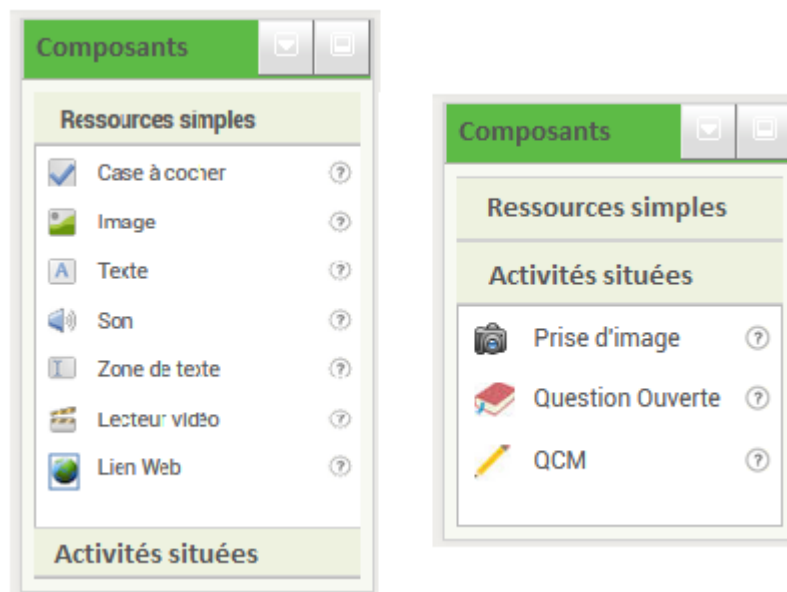 Composants
Ressources simples
Case à cocher
Image
Texte
Son
Zone de texte
Lecteur vidéo
Lien Web
Activités situées
Composants
Ressources simples
Activités situées
Prise d'image
Question Ouverte
QCM